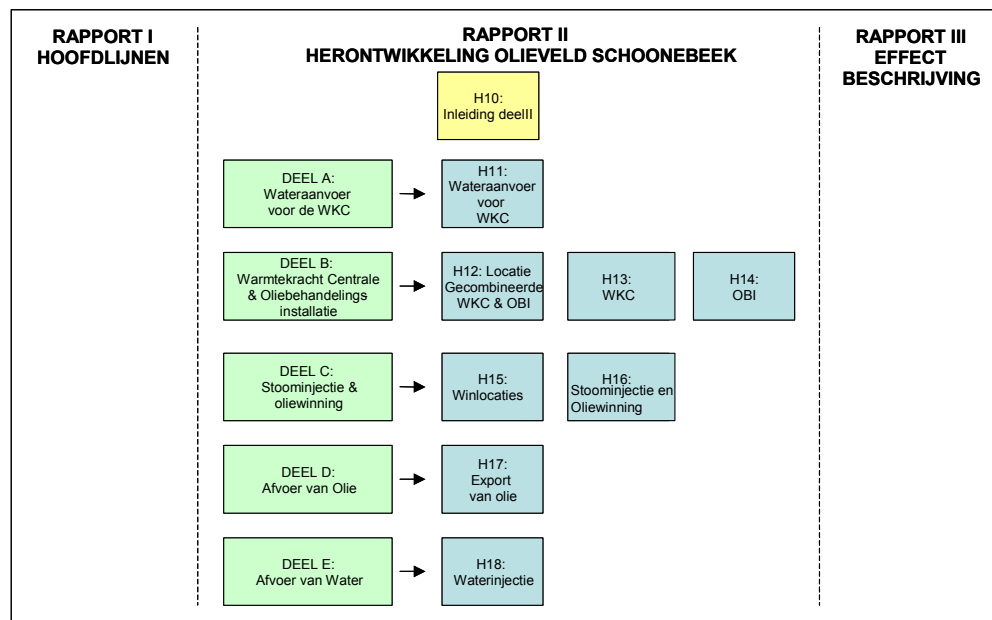 RAPPORT I
HOOFDLIJNEN
RAPPORT II
HERONTWIKKELING OLIEVELD SCHOONEBEEK
RAPPORT III
EFFECT
BESCHRIJVING
H10:
Inleiding deelII
DEEL A:
Wateraanvoer
voor de WKC
H11:
Wateraanvoer
voor
WKC
DEEL B:
Warmtekracht Centrale
& Oliebehandelings
installatie
H12: Locatie
Gecombineerde
WKC & OBI
H13:
WKC
H14:
OBI
DEEL C:
Stoominjectie &
oliewinning
H15:
Winlocaties
H16:
Stoominjectie en
Oliewinning
DEEL D:
Afvoer van Olie
H17:
Export
van olie
DEEL E:
Afvoer van Water
H18:
Waterinjectie